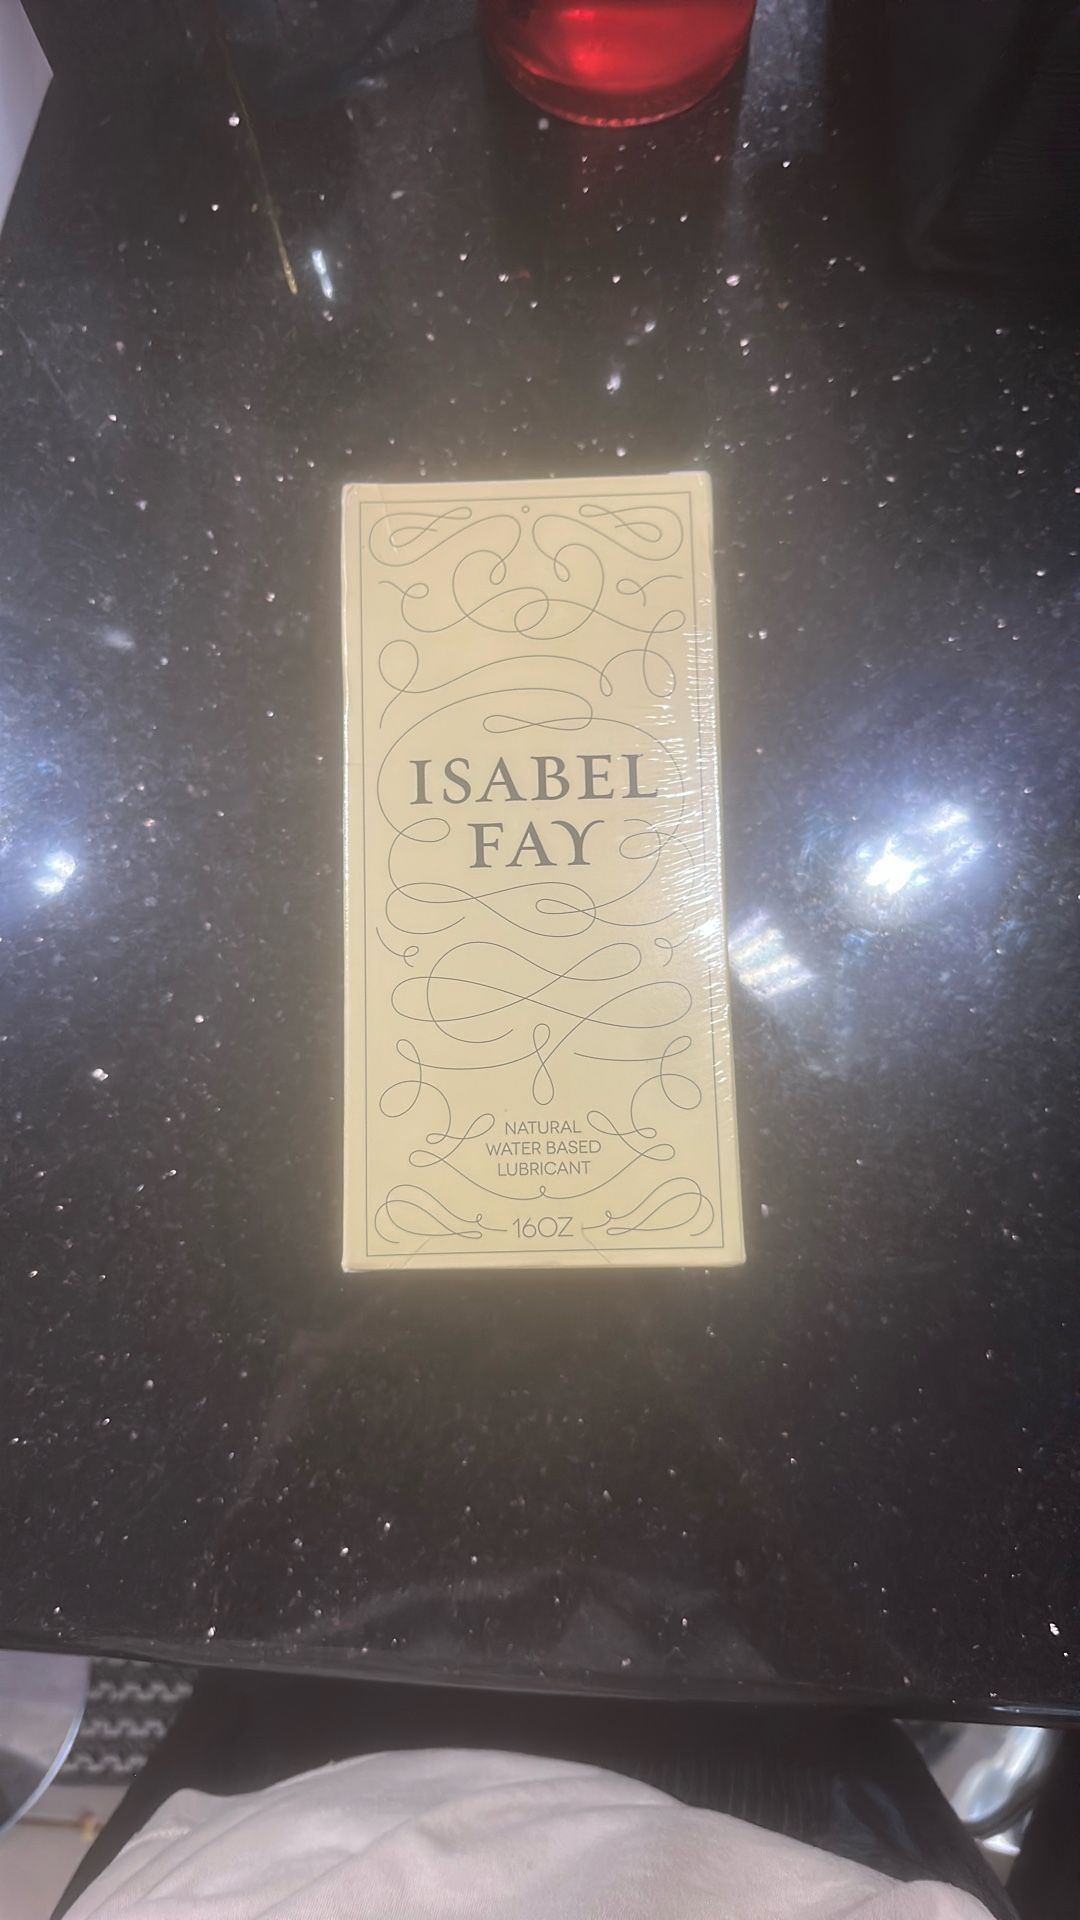 ISABEL
FAY
NATURAL
WATER BASED
LUBRICANT
16OZ